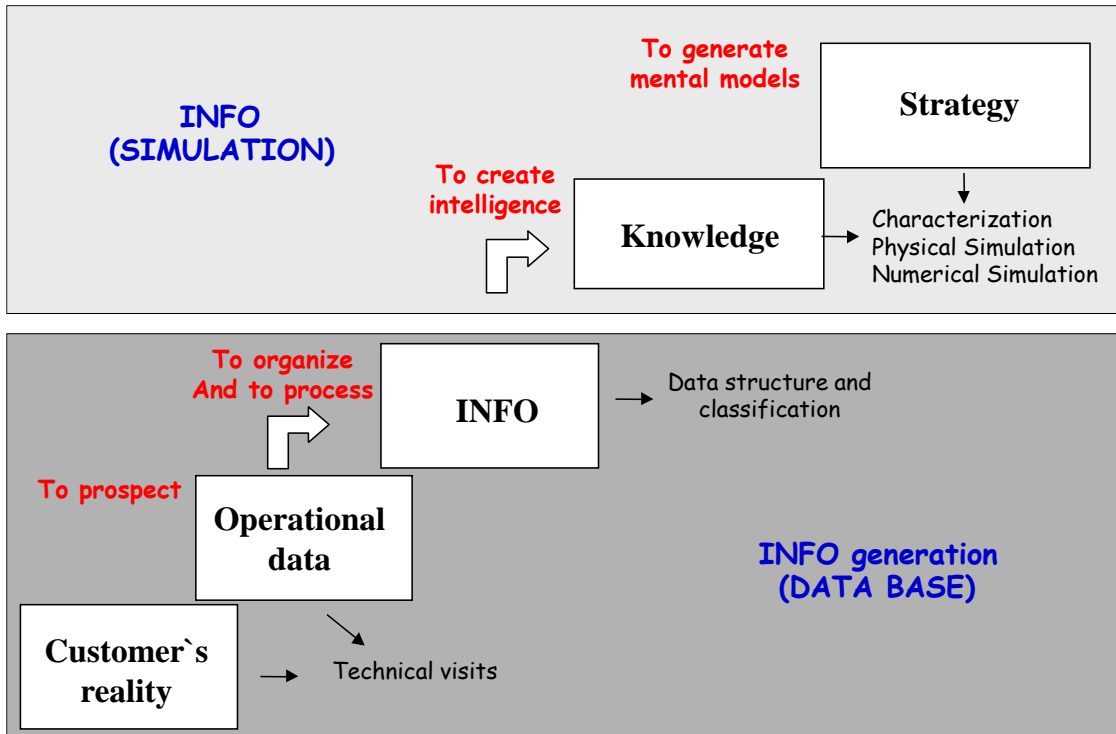 To generate
mental models
Strategy
INFO
(SIMULATION)
To create
intelligence
Knowledge
Characterization
Physical Simulation
Numerical Simulation
To organize
And to process
INFO
Data structure and
classification
To prospect
Operational
data
INFO generation
(DATA BASE)
Customer`s
reality
Technical visits